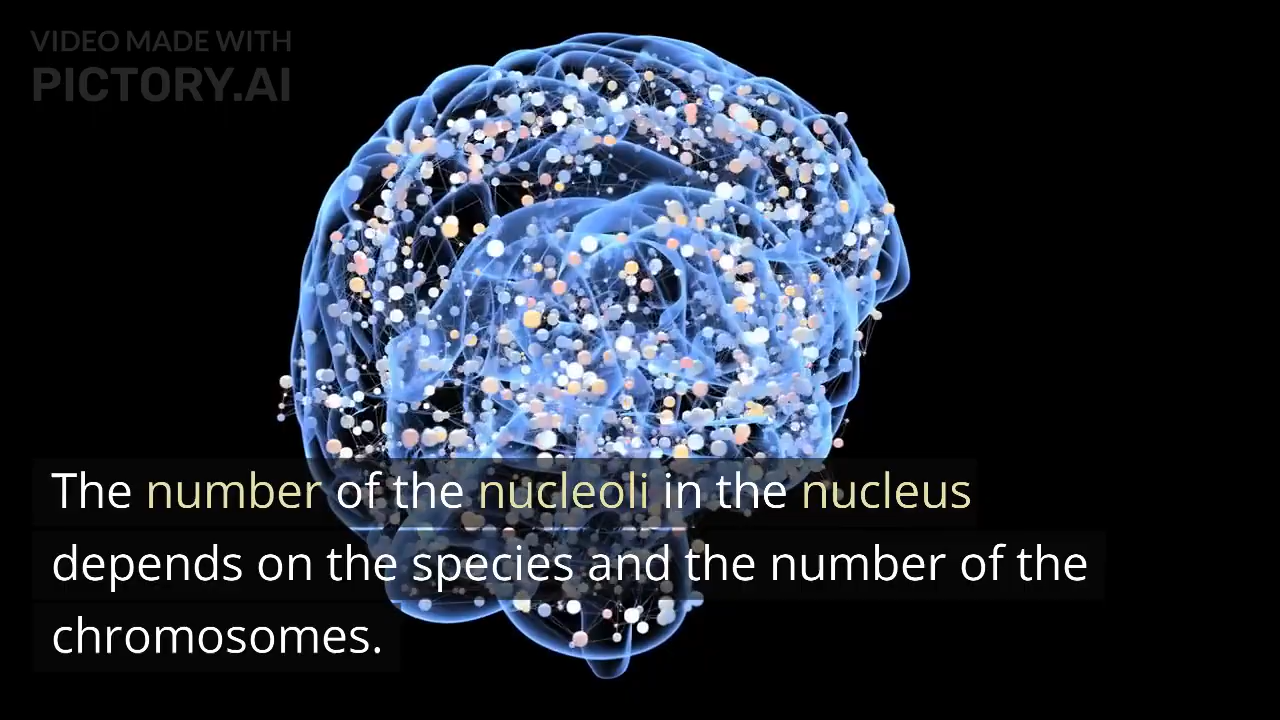 VIDEO MADE WITH
PICTORY.AI
The number of the nucleoli in the nucleus
depends on the species and the number of the
chromosomes.